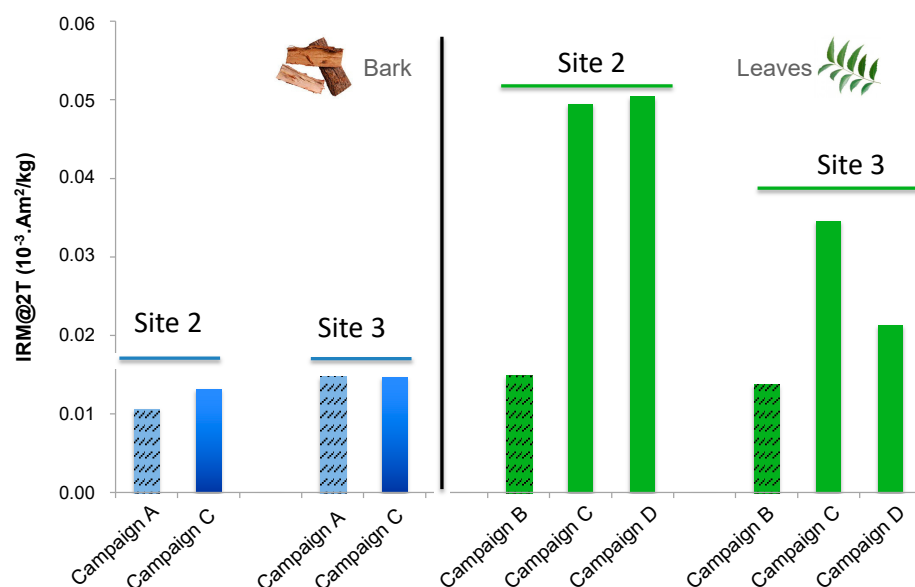 IRM@2T (10⁻³.Am²/kg)
0.06
0.05
0.04
0.03
0.02
0.01
0.00
Bark
Leaves
Site 2
Site 3
Site 2
Site 3
Campaign A
Campaign C
Campaign A
Campaign C
Campaign B
Campaign C
Campaign D
Campaign B
Campaign C
Campaign D